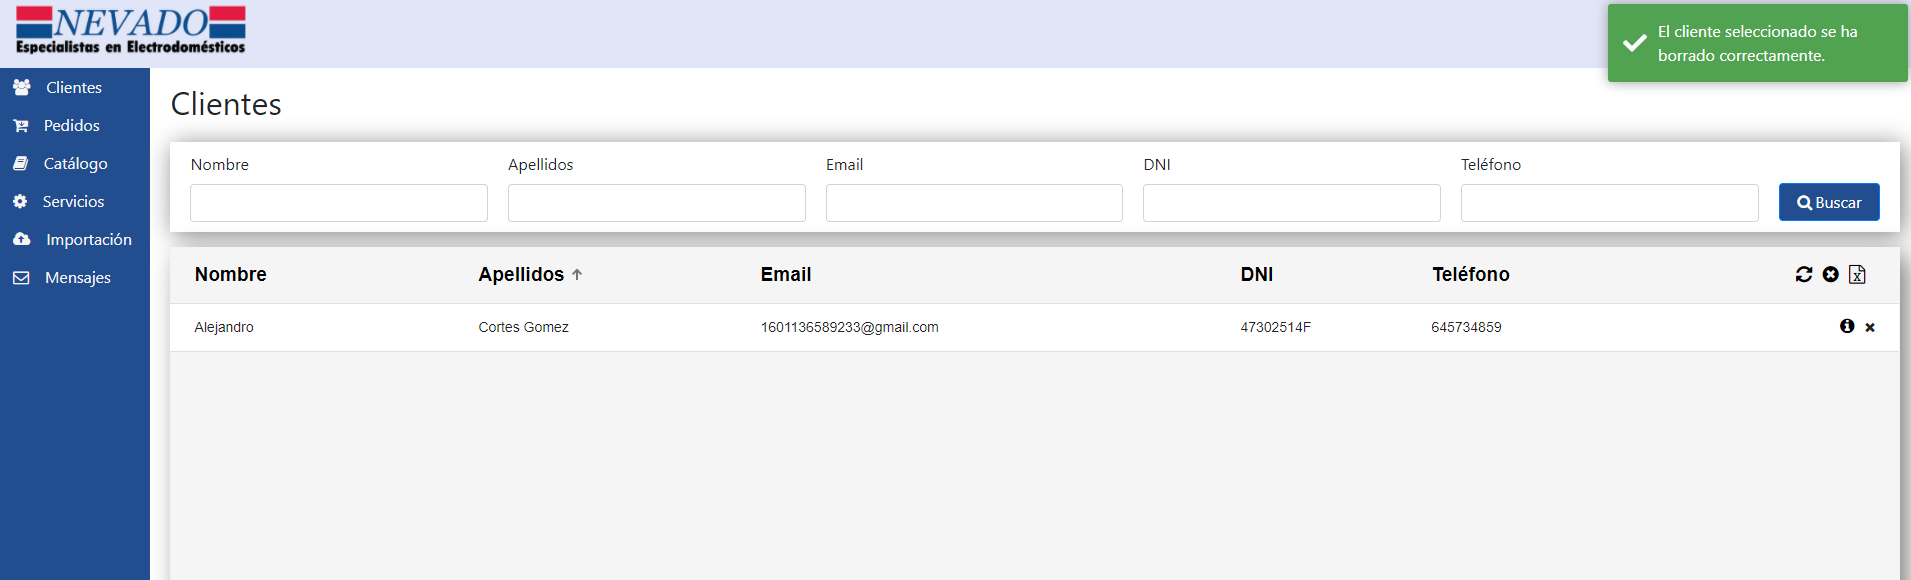 NEVADO
Especialistas en Electrodomésticos
El cliente seleccionado se ha
borrado correctamente.
Clientes
Pedidos
Catálogo
Servicios
Importación
Mensajes
Clientes
Nombre Apellidos Email DNI Teléfono
Buscar
Nombre Apellidos Email DNI Teléfono
Alejandro Cortes Gomez 1601136589233@gmail.com 47302514F 645734859